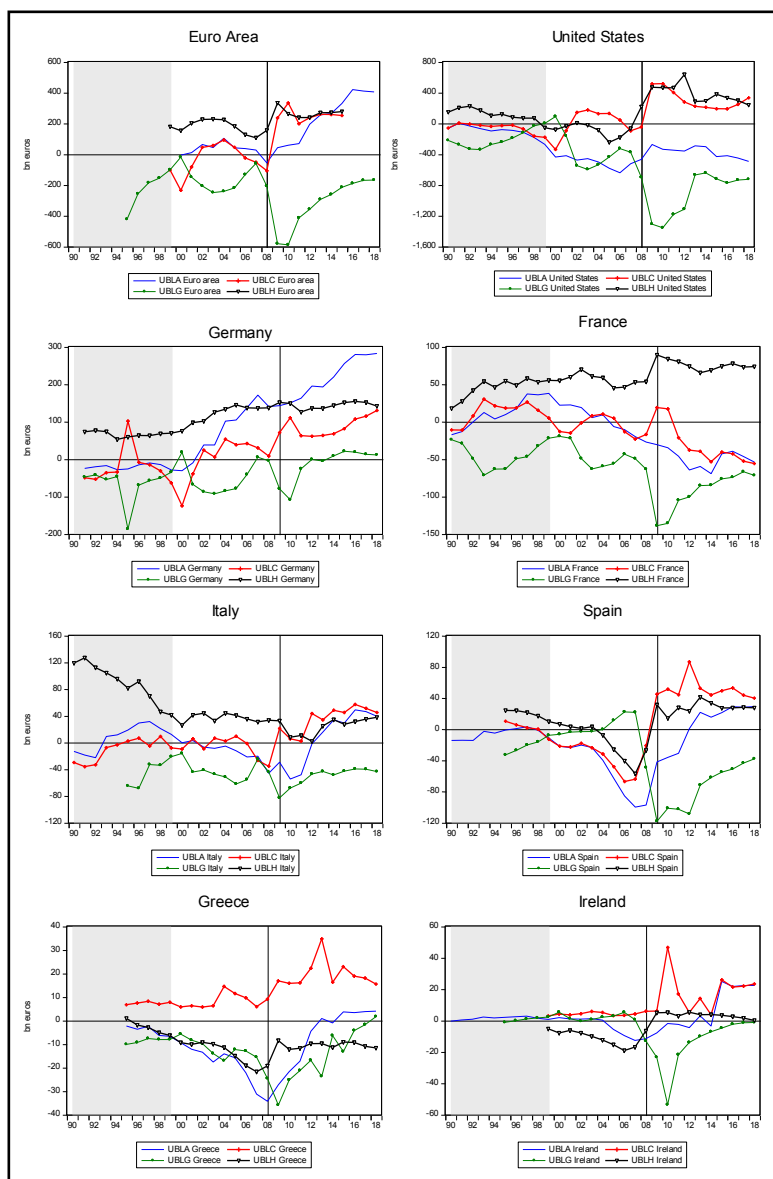 Euro Area
600
400
200
0
-200
-400
-600
bn euros
90 92 94 96 98 00 02 04 06 08 10 12 14 16 18
UBLA Euro area UBLC Euro area
UBLG Euro area UBLH Euro area
United States
800
400
0
-400
-800
-1,200
-1,600
90 92 94 96 98 00 02 04 06 08 10 12 14 16 18
UBLA United States UBLC United States
UBLG United States UBLH United States
Germany
300
200
100
0
-100
-200
bn euros
90 92 94 96 98 00 02 04 06 08 10 12 14 16 18
UBLA Germany UBLC Germany
UBLG Germany UBLH Germany
France
100
50
0
-50
-100
-150
90 92 94 96 98 00 02 04 06 08 10 12 14 16 18
UBLA France UBLC France
UBLG France UBLH France
Italy
160
120
80
40
0
-40
-80
-120
bn euros
90 92 94 96 98 00 02 04 06 08 10 12 14 16 18
UBLA Italy UBLC Italy
UBLG Italy UBLH Italy
Spain
120
80
40
0
-40
-80
-120
90 92 94 96 98 00 02 04 06 08 10 12 14 16 18
UBLA Spain UBLC Spain
UBLG Spain UBLH Spain
Greece
40
30
20
10
0
-10
-20
-30
-40
bn euros
90 92 94 96 98 00 02 04 06 08 10 12 14 16 18
UBLA Greece UBLC Greece
UBLG Greece UBLH Greece
Ireland
60
40
20
0
-20
-40
-60
90 92 94 96 98 00 02 04 06 08 10 12 14 16 18
UBLA Ireland UBLC Ireland
UBLG Ireland UBLH Ireland